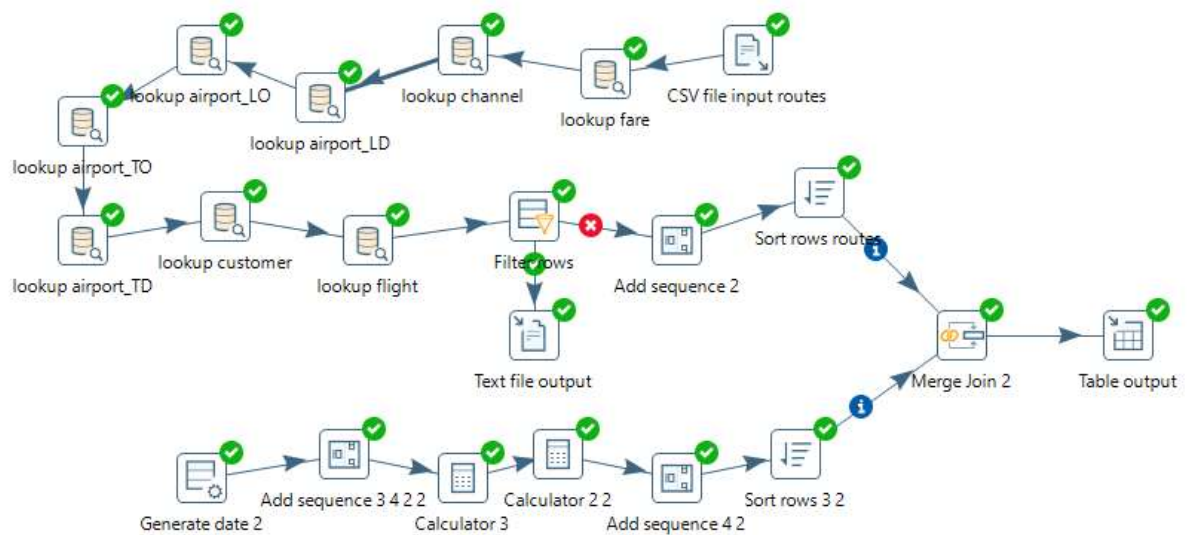 lookup airport_LO
lookup channel
CSV file input routes
lookup fare
lookup airport_LD
lookup airport_TO
Sort rows routes
lookup customer
Filter rows
lookup airport_TD
lookup flight
Add sequence 2
Text file output
Merge Join 2
Table output
Add sequence 3 4 2 2
Calculator 2 2
Sort rows 3 2
Generate date 2
Calculator 3
Add sequence 4 2